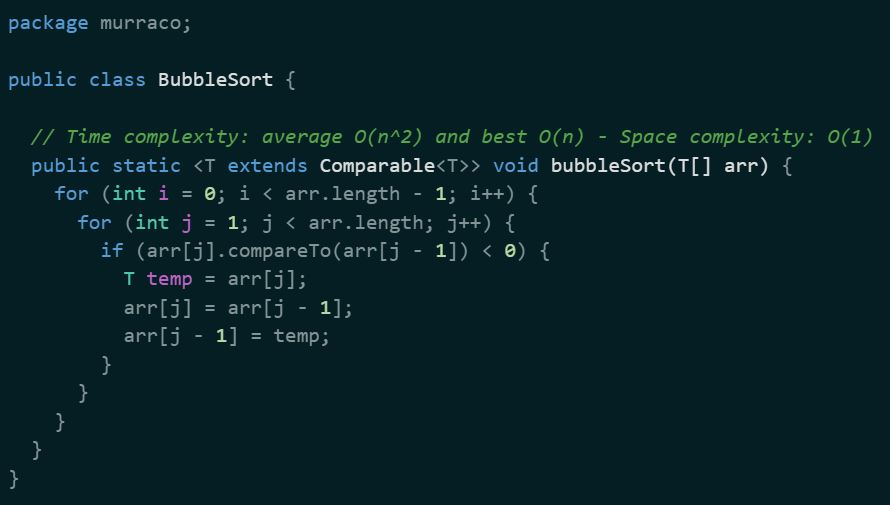 package murraco;

public class BubbleSort {

  // Time complexity: average O(n^2) and best O(n) - Space complexity: O(1)
  public static <T extends Comparable<T>> void bubbleSort(T[] arr) {
    for (int i = 0; i < arr.length - 1; i++) {
      for (int j = 1; j < arr.length; j++) {
        if (arr[j].compareTo(arr[j - 1]) < 0) {
          T temp = arr[j];
          arr[j] = arr[j - 1];
          arr[j - 1] = temp;
        }
      }
    }
  }
}